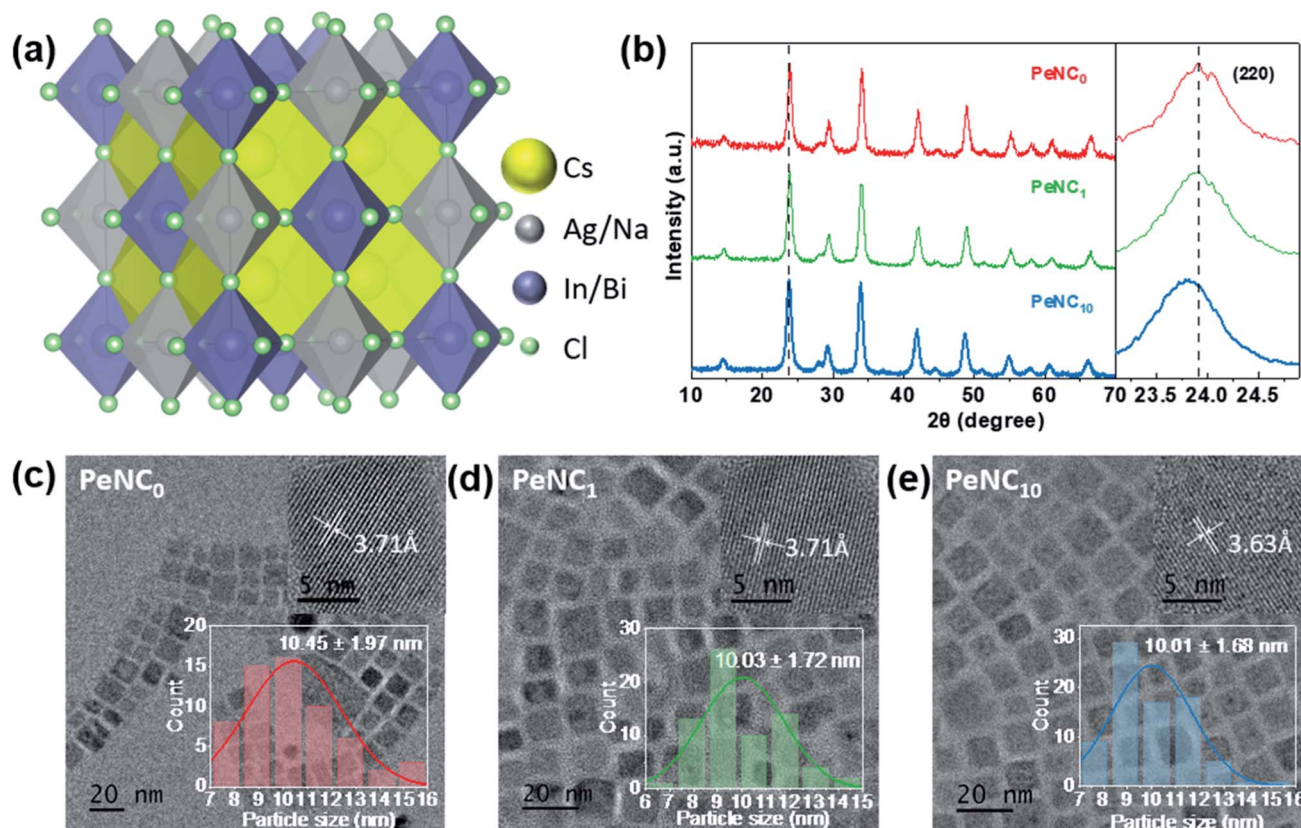 (a)
Cs
Ag/Na
In/Bi
Cl
(b)
PeNC₀
PeNC₁
PeNC₁₀
(220)
Intensity (a.u.)
10 20 30 40 50 60 70 23.5 24.0 24.5
2θ (degree)
(c) PeNC₀
3.71Å
5 nm
20 nm
10.45 ± 1.97 nm
Count
20
15
10
5
0
7 8 9 10 11 12 13 14 15 16
Particle size (nm)
(d) PeNC₁
3.71Å
5 nm
20 nm
10.03 ± 1.72 nm
Count
30
20
10
0
6 7 8 9 10 11 12 13 14 15
Particle size (nm)
(e) PeNC₁₀
3.63Å
5 nm
20 nm
10.01 ± 1.68 nm
Count
30
20
10
0
7 8 9 10 11 12 13 14 15 16
Particle size (nm)